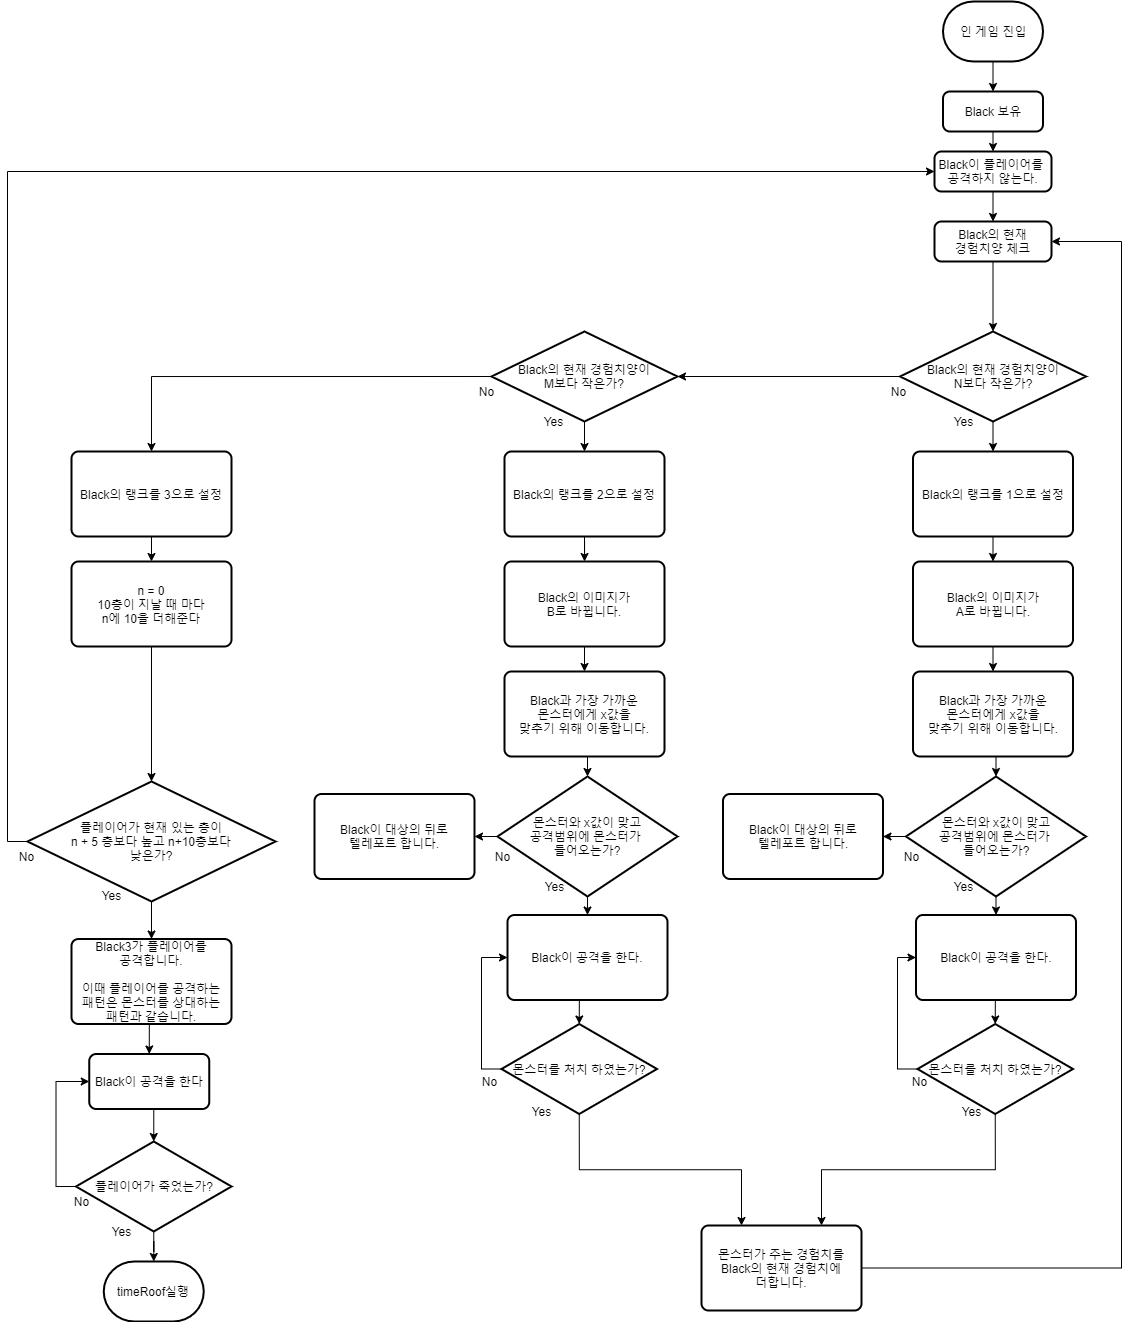 인 게임 진입
Black 보유
Black이 플레이어를
공격하지 않는다.
Black의 현재
경험치양 체크
Black의 현재 경험치양이
M보다 작은가?
No
Yes
Black의 현재 경험치양이
N보다 작은가?
No
Yes
Black의 랭크를 3으로 설정
Black의 랭크를 2으로 설정
Black의 랭크를 1으로 설정
n = 0
10층이 지날 때 마다
n에 10을 더해준다
Black의 이미지가
B로 바뀝니다.
Black의 이미지가
A로 바뀝니다.
Black과 가장 가까운
몬스터에게 x값을
맞추기 위해 이동합니다.
Black과 가장 가까운
몬스터에게 x값을
맞추기 위해 이동합니다.
플레이어가 현재 있는 층이
n + 5 층보다 높고 n+10층보다
낮은가?
No
Yes
Black이 대상의 뒤로
텔레포트 합니다.
몬스터와 x값이 맞고
공격범위에 몬스터가
들어오는가?
No
Yes
Black이 대상의 뒤로
텔레포트 합니다.
몬스터와 x값이 맞고
공격범위에 몬스터가
들어오는가?
No
Yes
Black3가 플레이어를
공격합니다.
이때 플레이어를 공격하는
패턴은 몬스터를 상대하는
패턴과 같습니다.
Black이 공격을 한다.
Black이 공격을 한다.
Black이 공격을 한다
몬스터를 처치 하였는가?
No
Yes
몬스터를 처치 하였는가?
No
Yes
플레이어가 죽었는가?
No
Yes
몬스터가 주는 경험치를
Black의 현재 경험치에
더합니다.
timeRoof실행